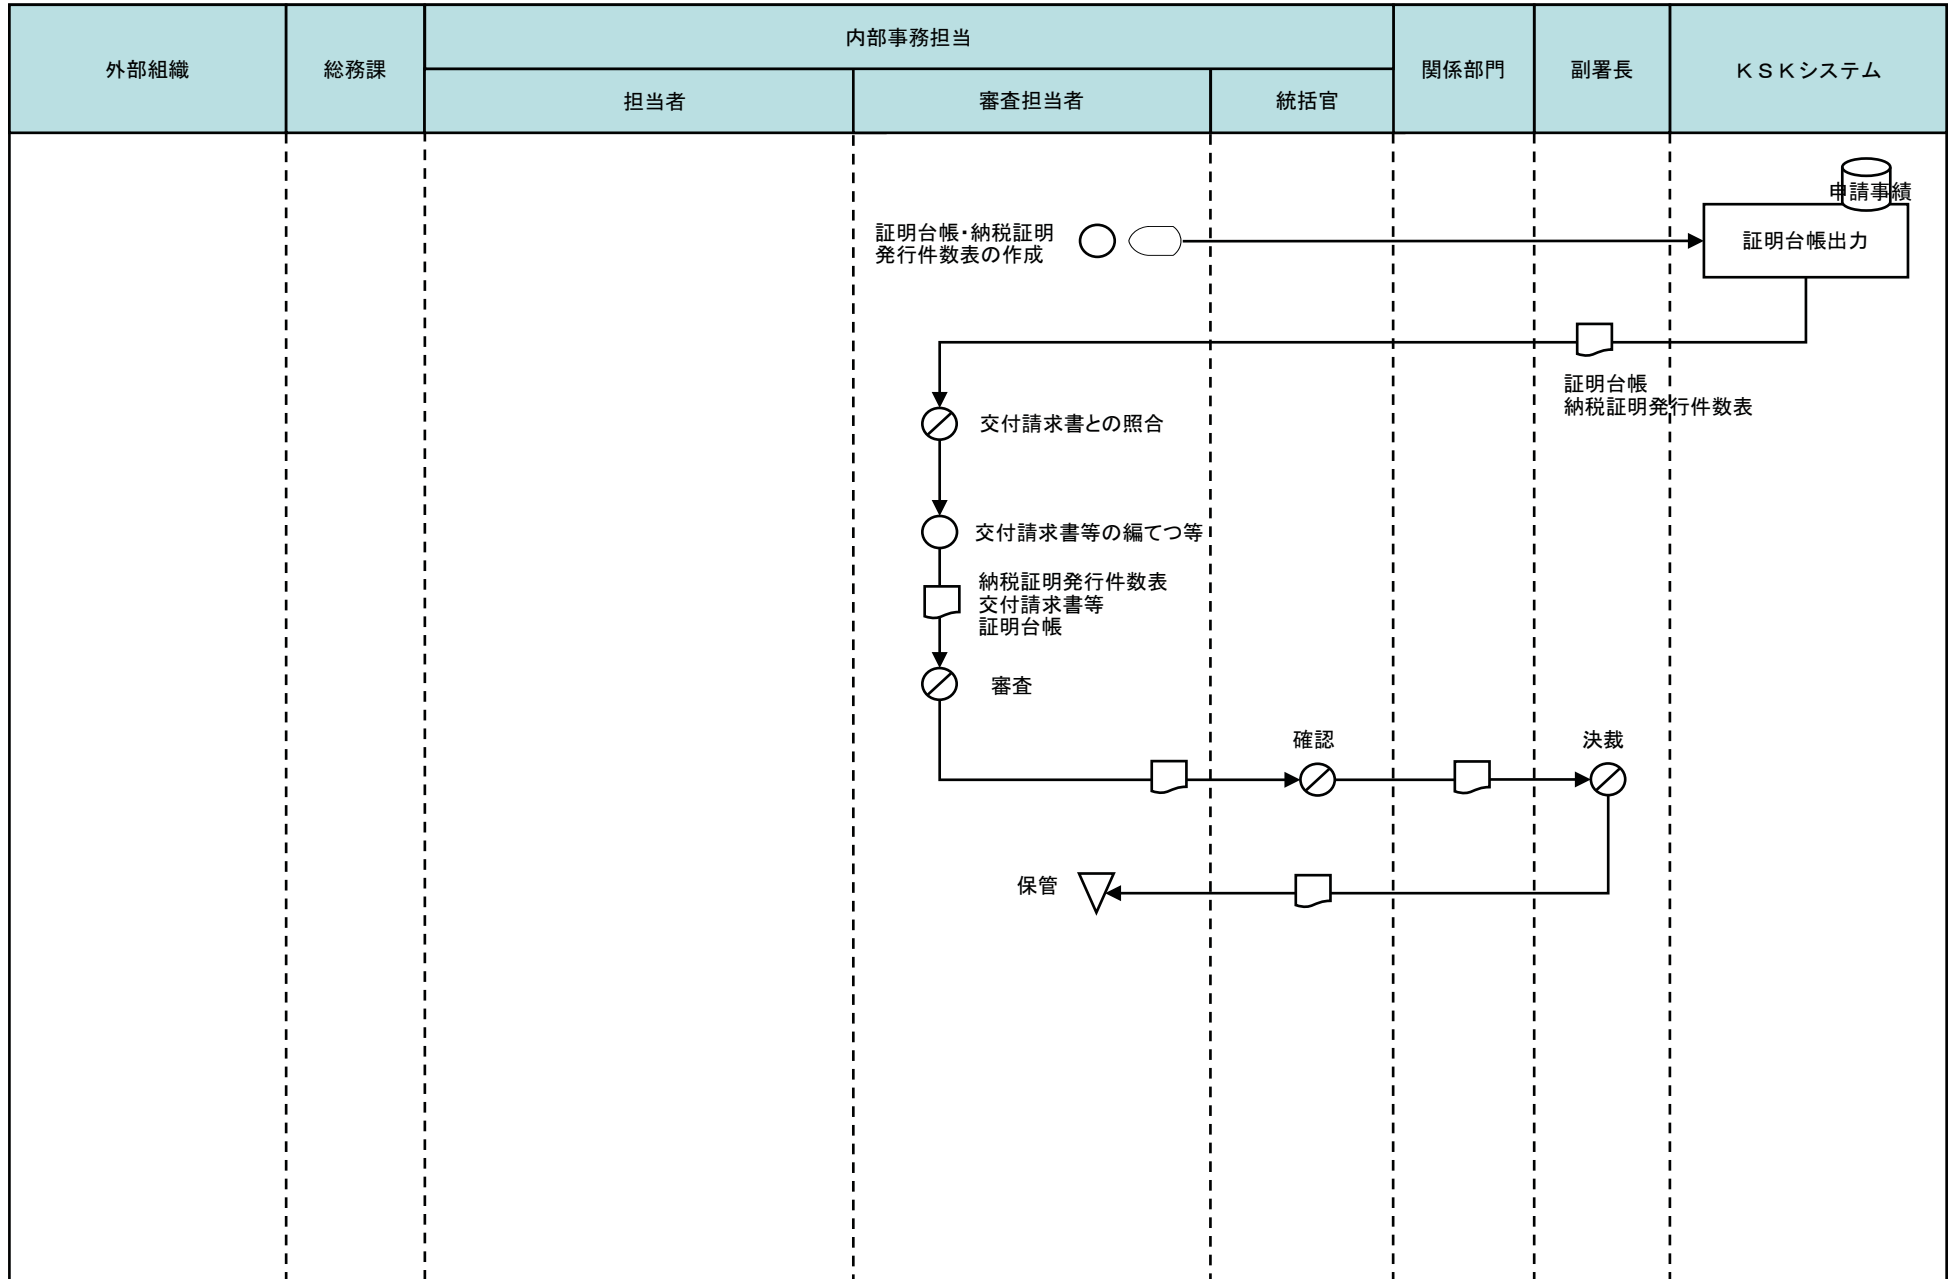 外部組織
総務課
内部事務担当
関係部門
副署長
ＫＳＫシステム
担当者
審査担当者
統括官
申請事績
証明台帳・納税証明
発行件数表の作成
証明台帳出力
証明台帳
納税証明発行件数表
交付請求書との照合
交付請求書等の編てつ等
納税証明発行件数表
交付請求書等
証明台帳
審査
確認
決裁
保管